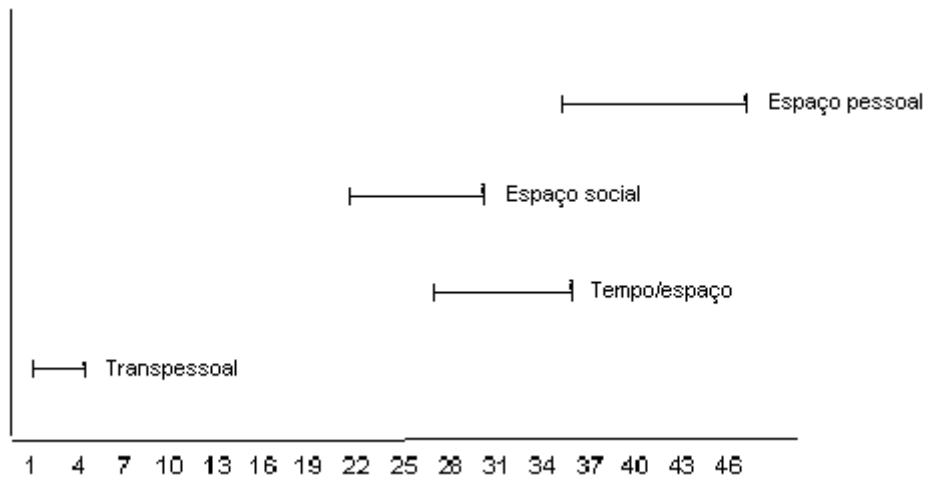 Espaço pessoal
Espaço social
Tempo/espaço
Transpessoal
1 4 7 10 13 16 19 22 25 28 31 34 37 40 43 46